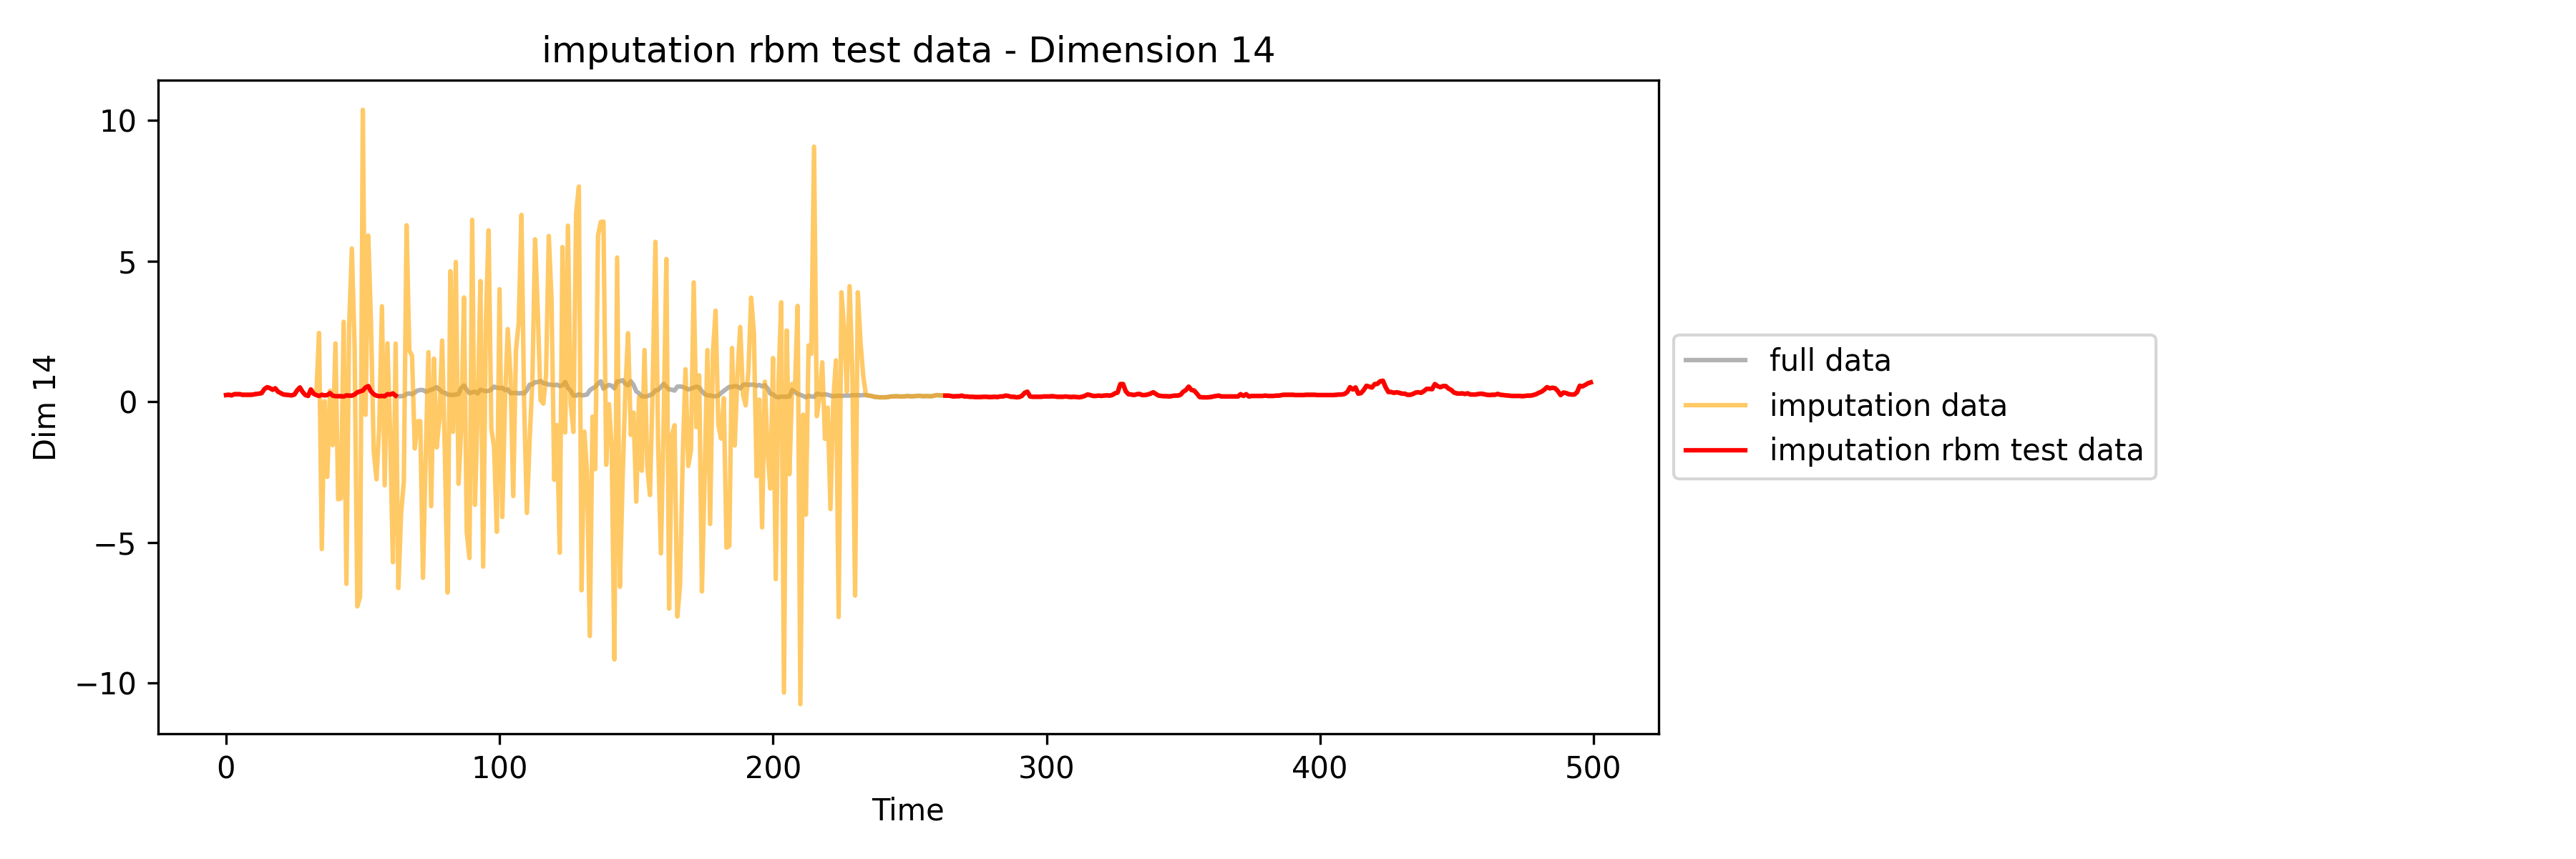 imputation rbm test data - Dimension 14
10
5
0
−5
−10
Dim 14
0
100
200
300
400
500
Time
full data
imputation data
imputation rbm test data